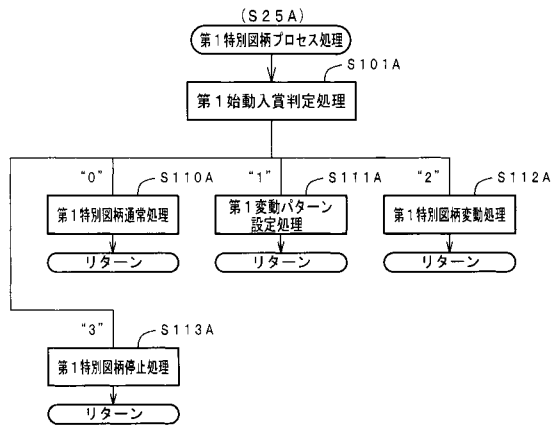 (S25A)
第1特別図柄プロセス処理
S101A
第1始動入賞判定処理
“0”
S110A
“1”
S111A
“2”
S112A
第1特別図柄通常処理
第1変動パターン
設定処理
第1特別図柄変動処理
リターン
リターン
リターン
“3”
S113A
第1特別図柄停止処理
リターン